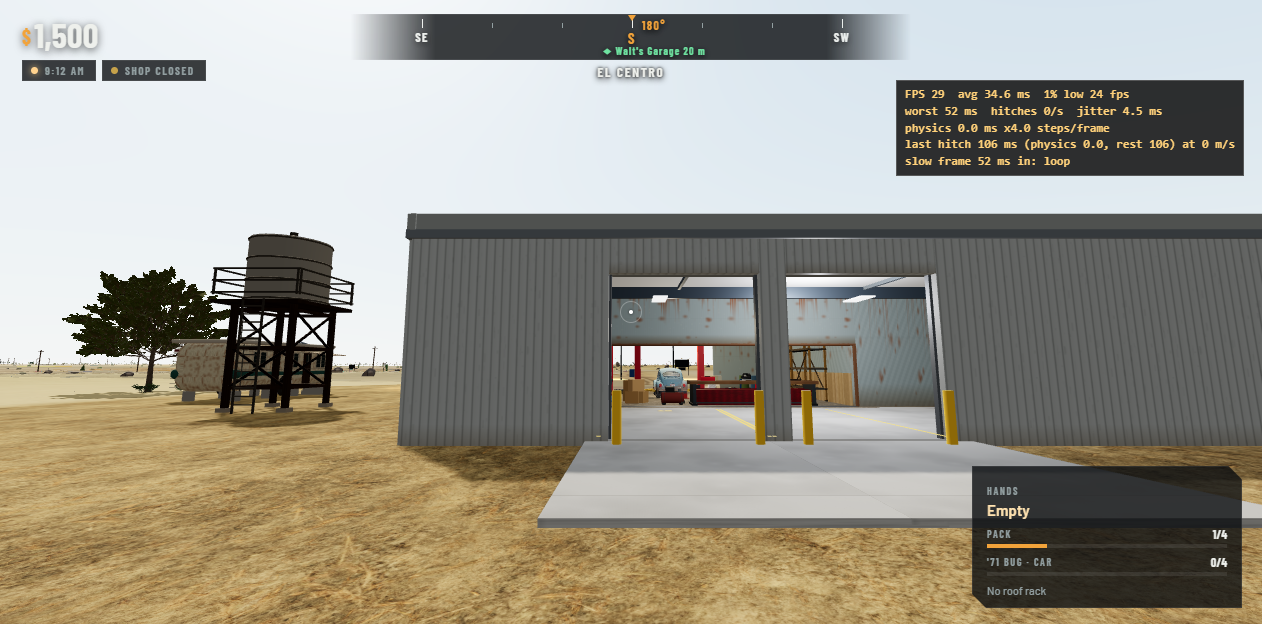 $1,500
9:12 AM
SHOP CLOSED
SE
180°
S
SW
Walt's Garage 20 m
EL CENTRO
FPS 29 avg 34.6 ms 1% low 24 fps
worst 52 ms hitches 0/s jitter 4.5 ms
physics 0.0 ms x4.0 steps/frame
last hitch 106 ms (physics 0.0, rest 106) at 0 m/s
slow frame 52 ms in: loop
HANDS
Empty
PACK 1/4
'71 BUG · CAR 0/4
No roof rack